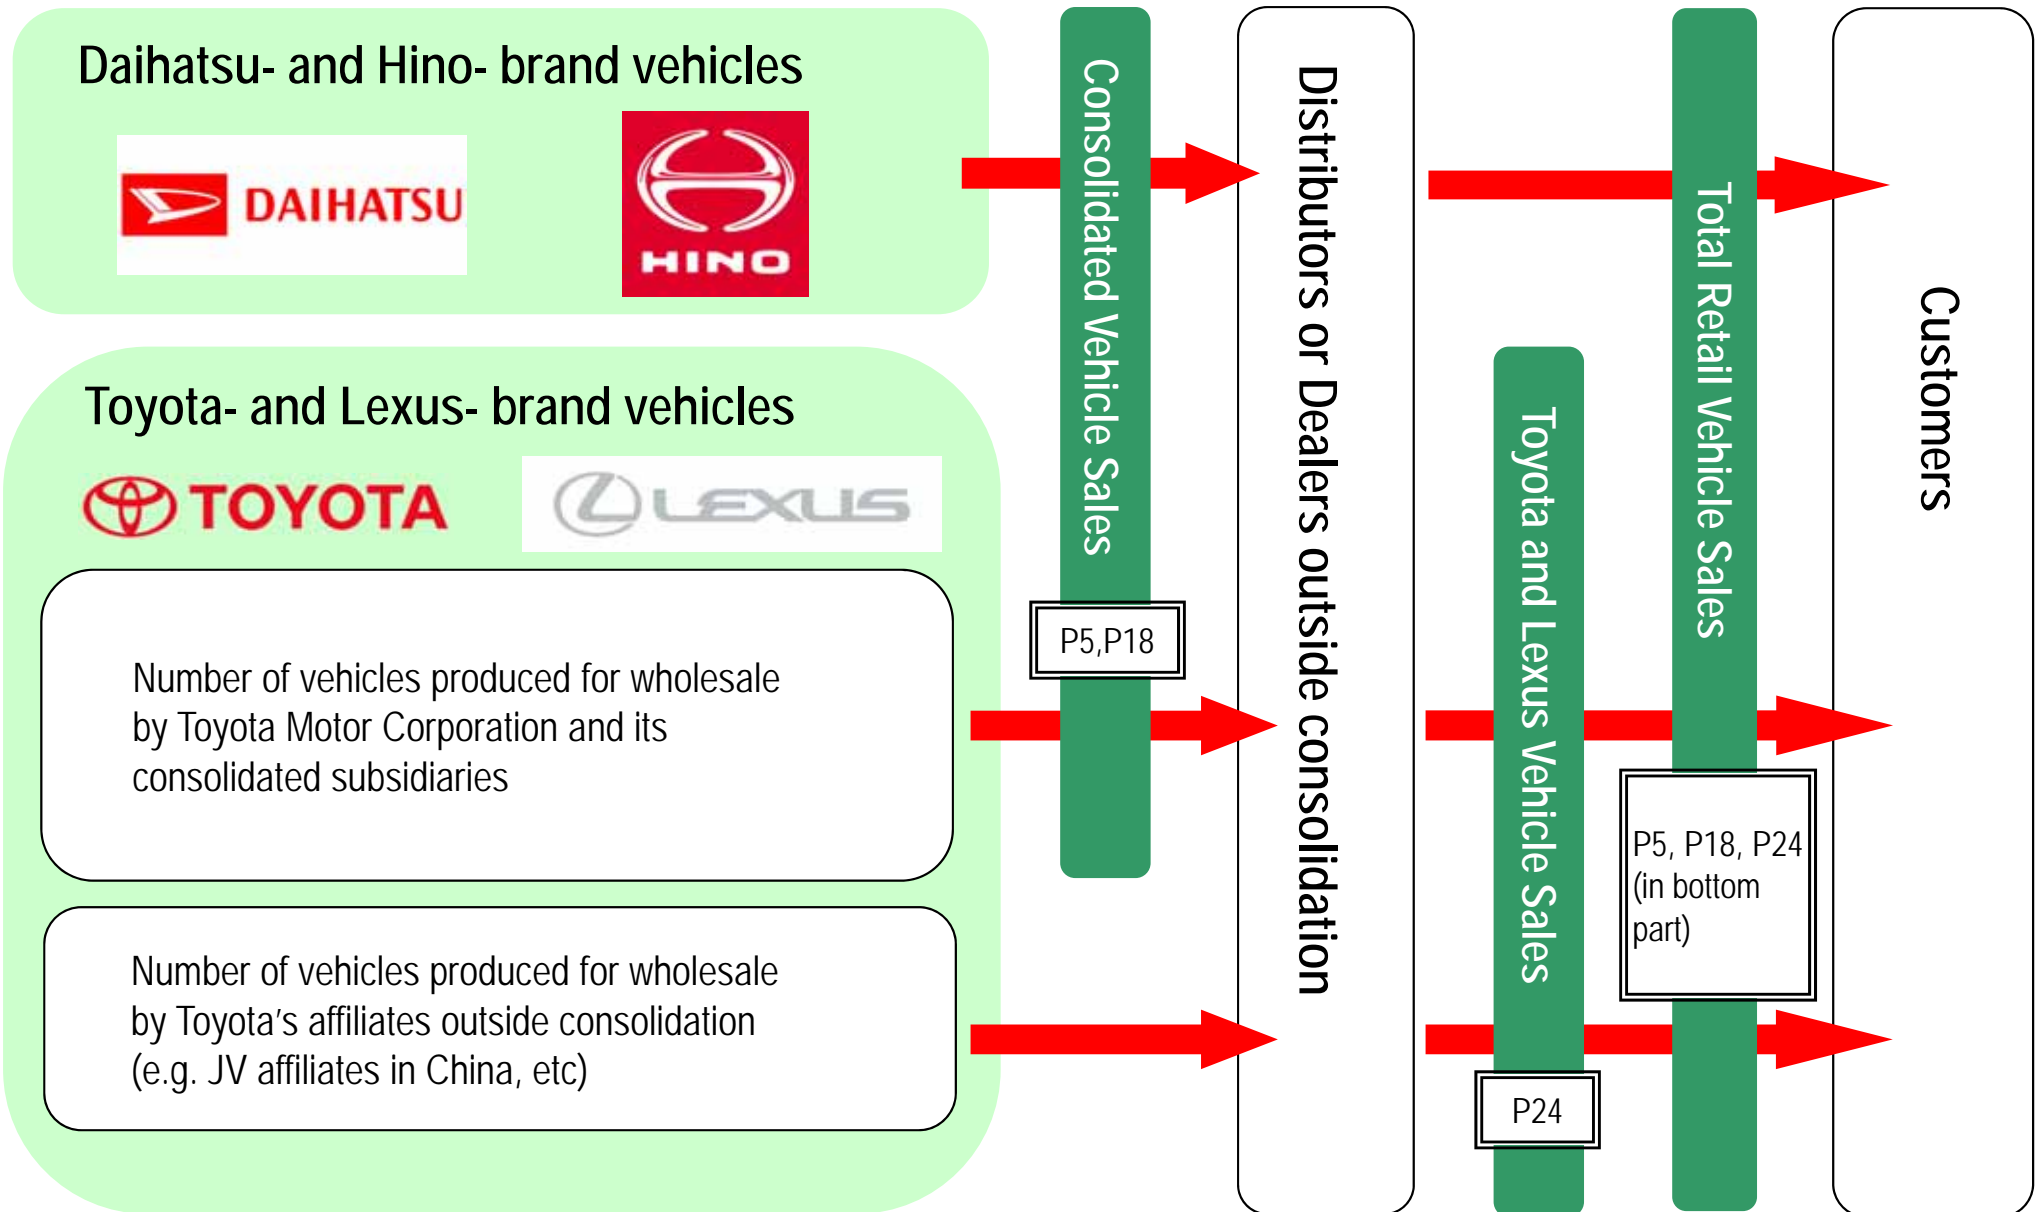 Daihatsu- and Hino- brand vehicles
DAIHATSU
HINO
Toyota- and Lexus- brand vehicles
TOYOTA
LEXUS
Number of vehicles produced for wholesale
by Toyota Motor Corporation and its
consolidated subsidiaries
Number of vehicles produced for wholesale
by Toyota’s affiliates outside consolidation
(e.g. JV affiliates in China, etc)
Consolidated Vehicle Sales
P5,P18
Distributors or Dealers outside consolidation
Toyota and Lexus Vehicle Sales
P24
Total Retail Vehicle Sales
P5, P18, P24
(in bottom
part)
Customers